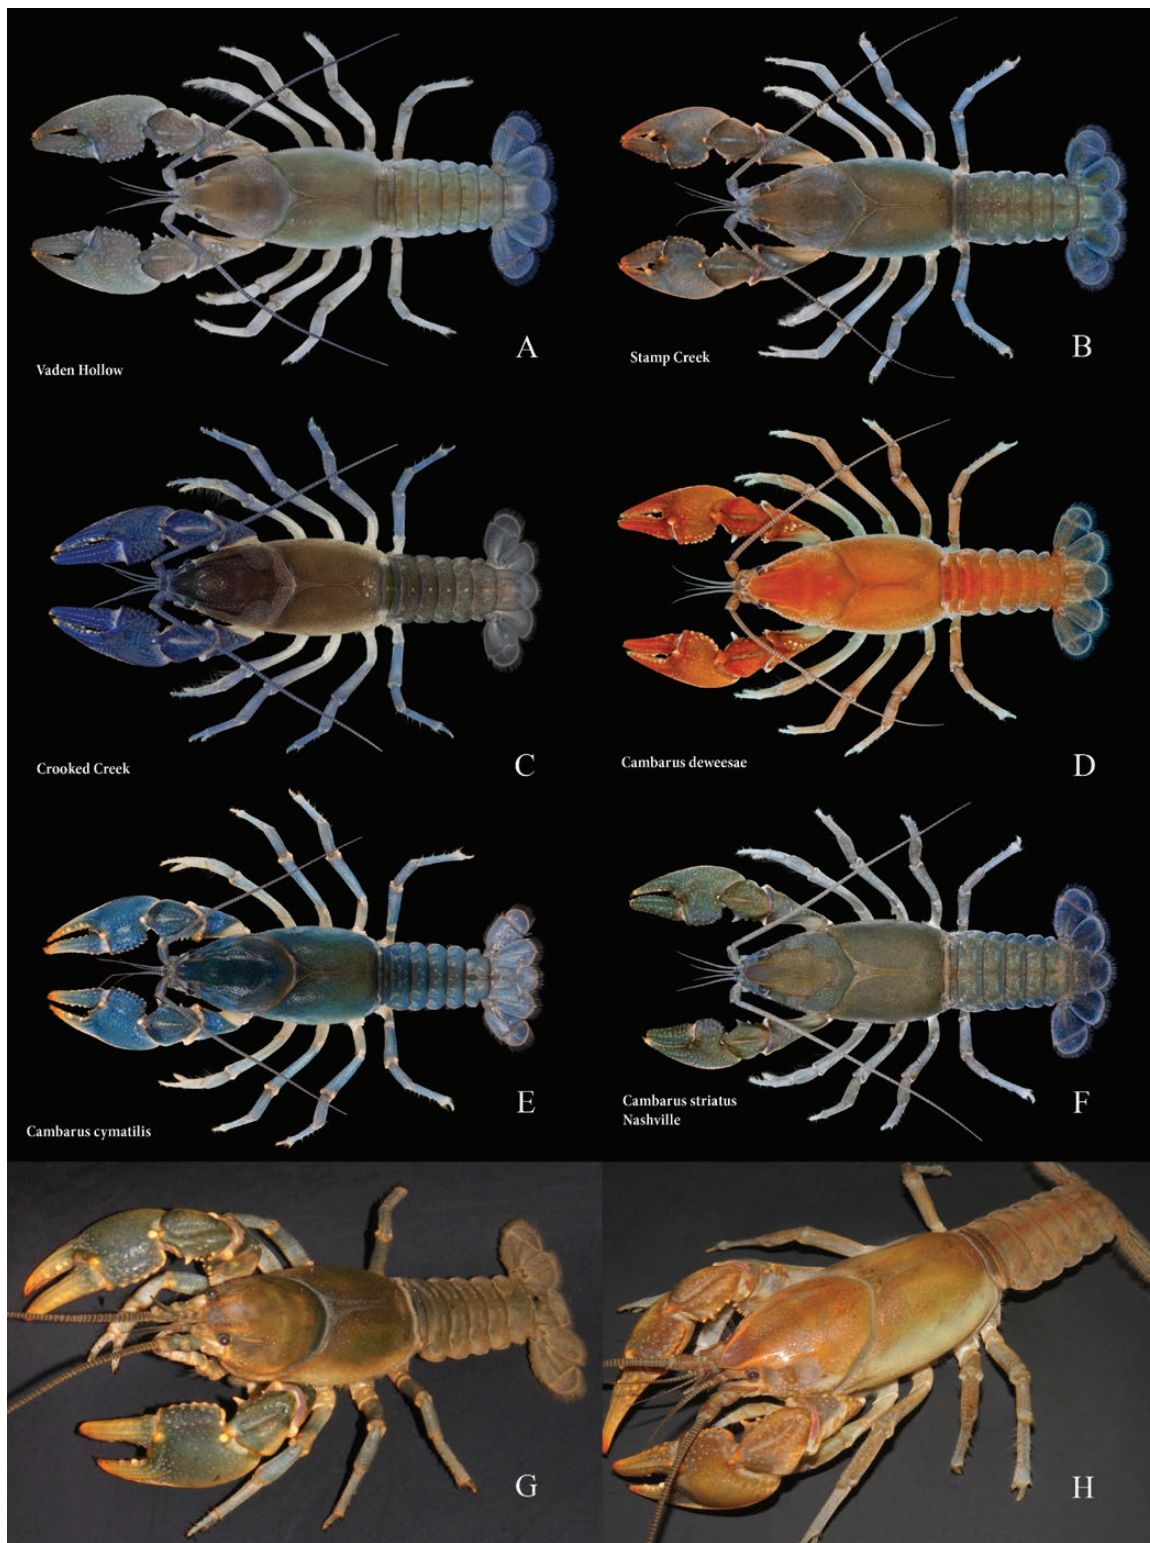 A
Vaden Hollow
B
Stamp Creek
C
Crooked Creek
D
Cambarus deweesae
E
Cambarus cymatilis
F
Cambarus striatus
Nashville
G
H